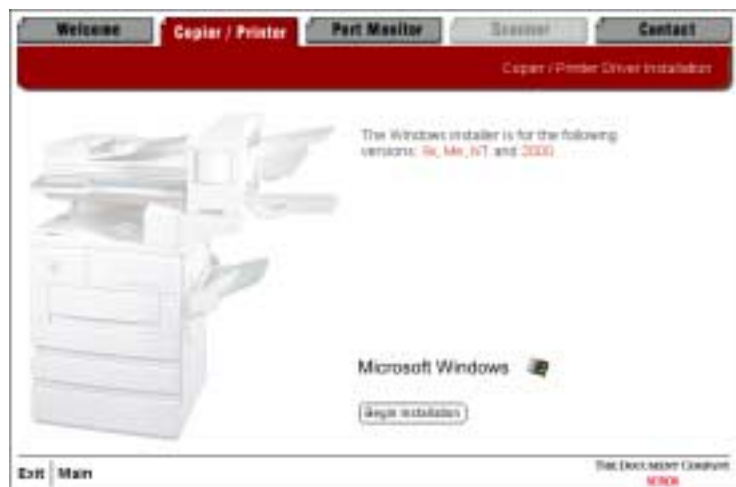 Welcome
Copier / Printer
Port Monitor
Scanner
Contact
Copier / Printer Driver Installation
The Windows installer is for the following
versions: 9x, Me, NT and 2000
Microsoft Windows
Begin Installation
Exit | Main
THE DOCUMENT COMPANY
XEROX